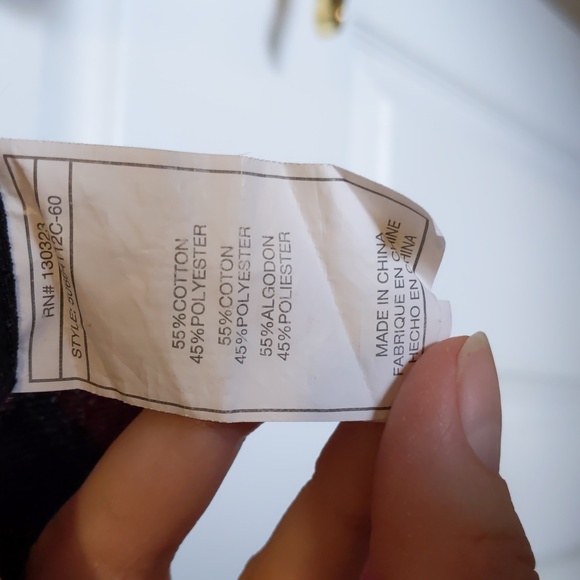 RN# 130323
STYLE:
55%COTTON
45%POLYESTER
55%COTON
45%POLYESTER
55%ALGODON
45%POLIESTER
MADE IN CHINA
FABRIQUE EN CHINE
HECHO EN CHINA